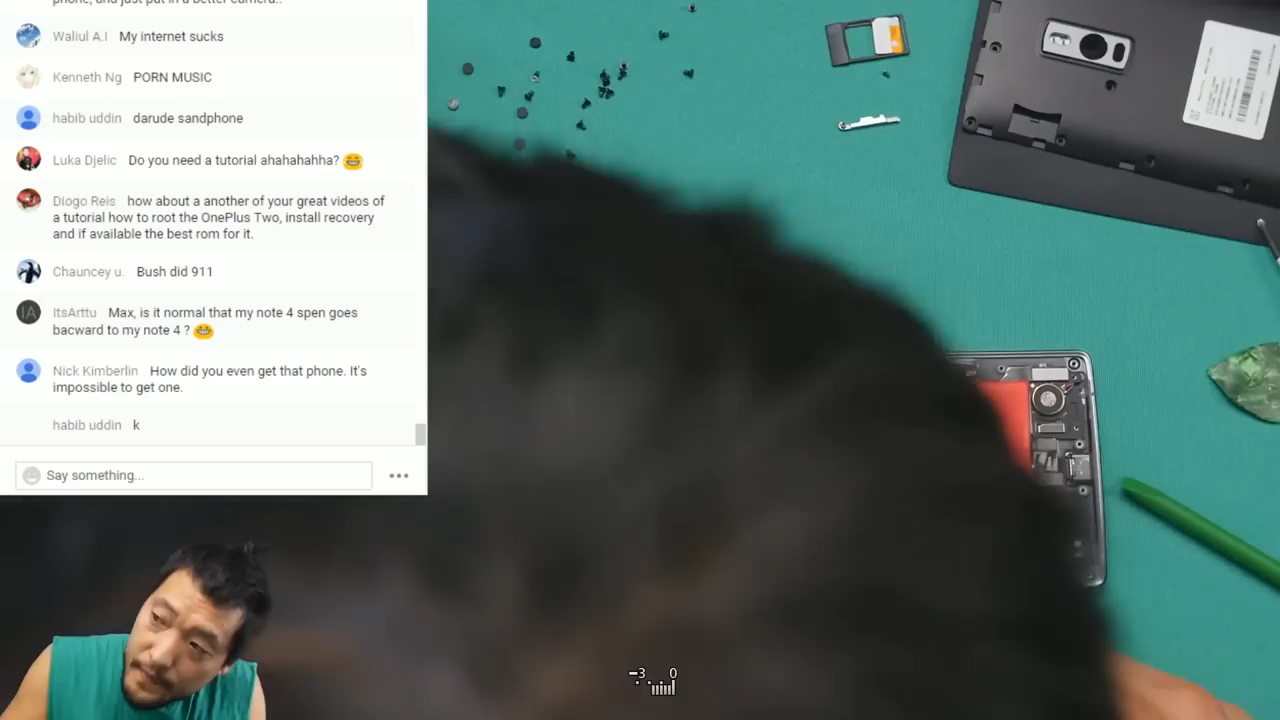 phone, and just put in a better camera..
Waliul A.I My internet sucks
Kenneth Ng PORN MUSIC
habib uddin darude sandphone
Luka Djelic Do you need a tutorial ahahahahha? 😂
Diogo Reis how about a another of your great videos of
a tutorial how to root the OnePlus Two, install recovery
and if available the best rom for it.
Chauncey u. Bush did 911
IA
ItsArttu Max, is it normal that my note 4 spen goes
bacward to my note 4 ? 😂
Nick Kimberlin How did you even get that phone. It's
impossible to get one.
habib uddin k
Say something...
-3 0